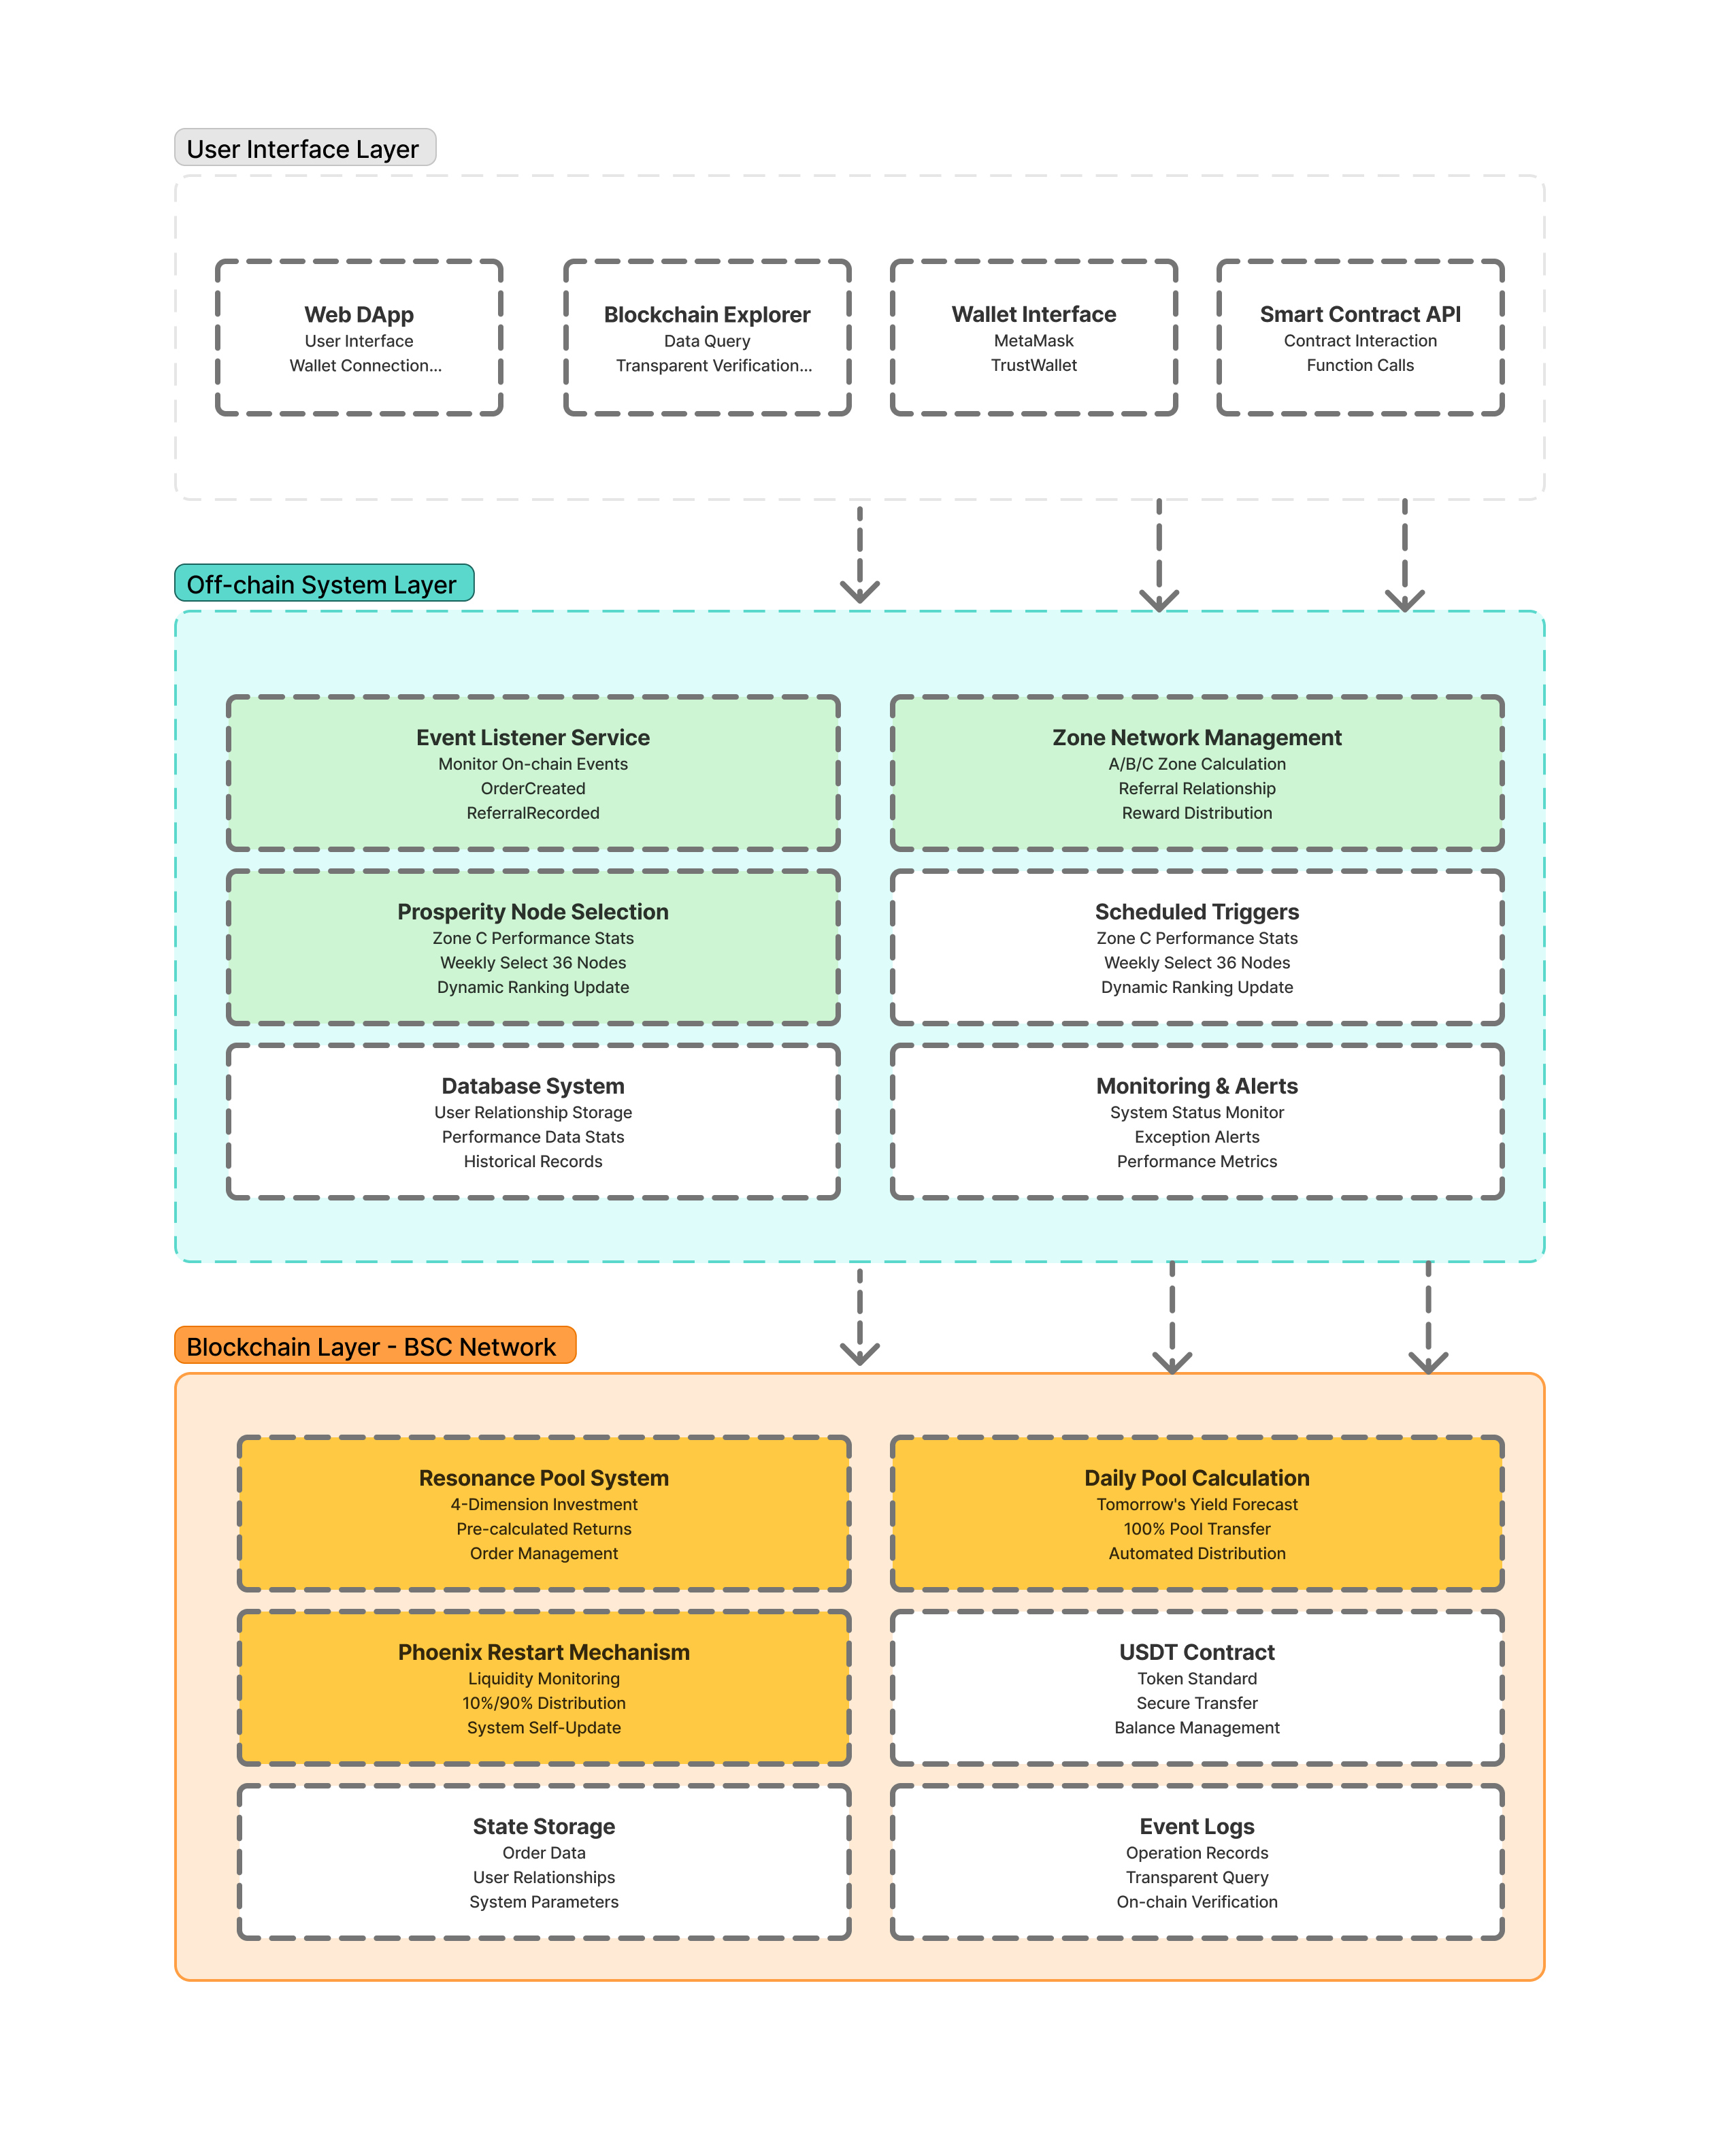 User Interface Layer
Web DApp
User Interface
Wallet Connection...
Blockchain Explorer
Data Query
Transparent Verification...
Wallet Interface
MetaMask
TrustWallet
Smart Contract API
Contract Interaction
Function Calls
Off-chain System Layer
Event Listener Service
Monitor On-chain Events
OrderCreated
ReferralRecorded
Zone Network Management
A/B/C Zone Calculation
Referral Relationship
Reward Distribution
Prosperity Node Selection
Zone C Performance Stats
Weekly Select 36 Nodes
Dynamic Ranking Update
Scheduled Triggers
Zone C Performance Stats
Weekly Select 36 Nodes
Dynamic Ranking Update
Database System
User Relationship Storage
Performance Data Stats
Historical Records
Monitoring & Alerts
System Status Monitor
Exception Alerts
Performance Metrics
Blockchain Layer - BSC Network
Resonance Pool System
4-Dimension Investment
Pre-calculated Returns
Order Management
Daily Pool Calculation
Tomorrow's Yield Forecast
100% Pool Transfer
Automated Distribution
Phoenix Restart Mechanism
Liquidity Monitoring
10%/90% Distribution
System Self-Update
USDT Contract
Token Standard
Secure Transfer
Balance Management
State Storage
Order Data
User Relationships
System Parameters
Event Logs
Operation Records
Transparent Query
On-chain Verification